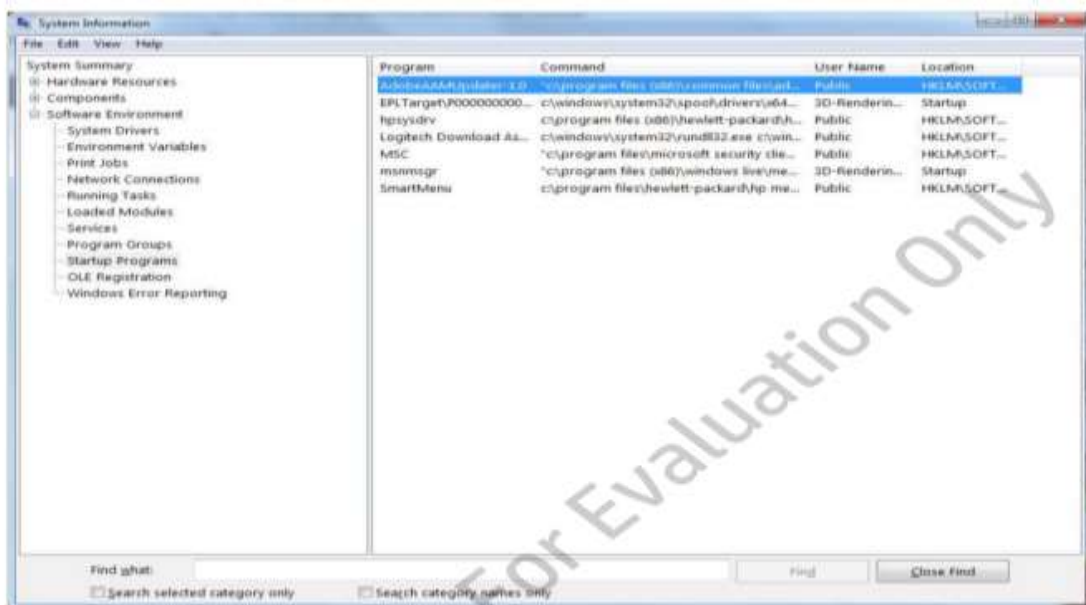 System Information
File Edit View Help
System Summary
Hardware Resources
Components
Software Environment
System Drivers
Environment Variables
Print Jobs
Network Connections
Running Tasks
Loaded Modules
Services
Program Groups
Startup Programs
OLE Registration
Windows Error Reporting
Program Command User Name Location
AdobeAAMUpdater-1.0 "c:\program files (x86)\common files\ad... Public HKLM\SOFT...
EPLTarget\P000000000... c:\windows\system32\spool\drivers\x64... 3D-Renderin... Startup
hpsysdrv c:\program files (x86)\hewlett-packard\h... Public HKLM\SOFT...
Logitech Download As... c:\windows\system32\rundll32.exe c:\win... Public HKLM\SOFT...
MSC "c:\program files\microsoft security clie... Public HKLM\SOFT...
msnmsgr "c:\program files (x86)\windows live\me... 3D-Renderin... Startup
SmartMenu c:\program files\hewlett-packard\hp me... Public HKLM\SOFT...
For Evaluation Only
Find what:
Find
Close Find
Search selected category only
Search category names only